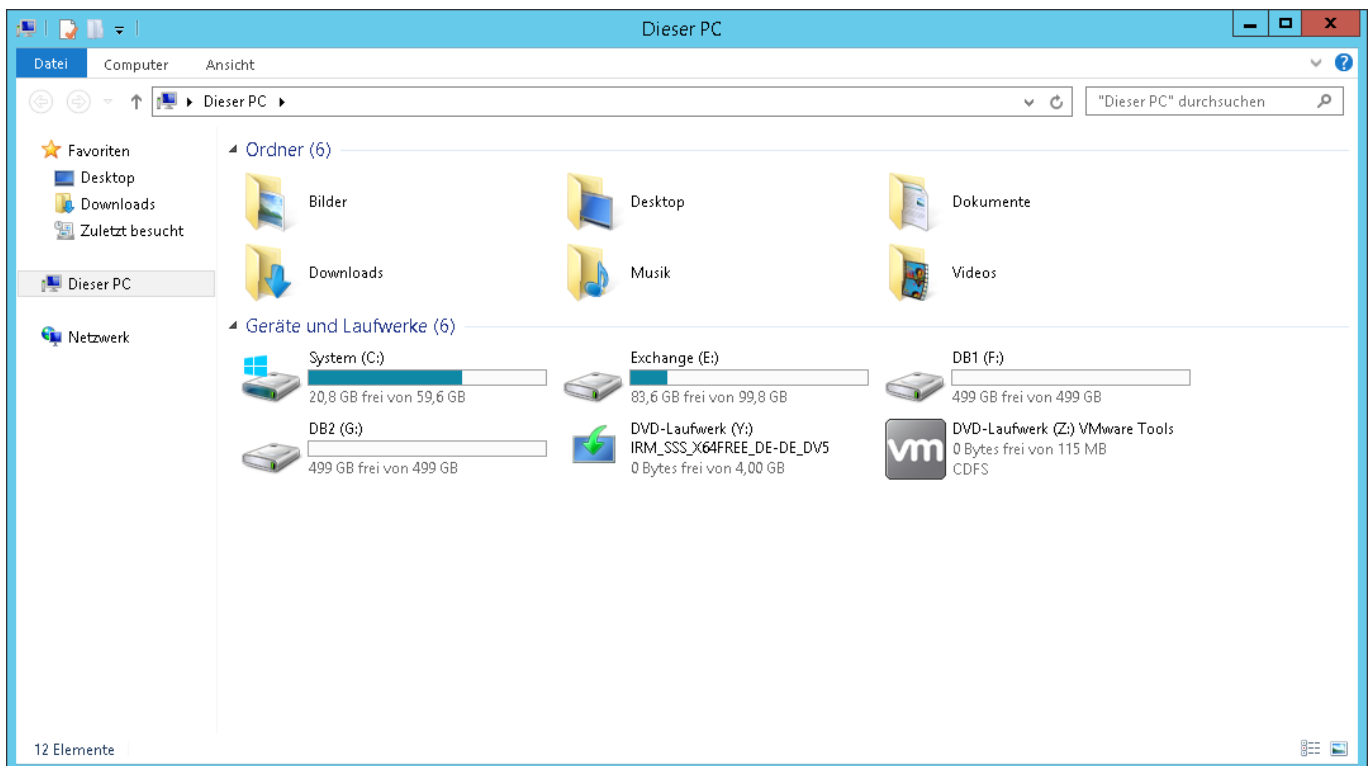 Dieser PC
Datei Computer Ansicht
Dieser PC "Dieser PC" durchsuchen
Favoriten
Desktop
Downloads
Zuletzt besucht
Dieser PC
Netzwerk
Ordner (6)
Bilder Desktop Dokumente
Downloads Musik Videos
Geräte und Laufwerke (6)
System (C:)
20,8 GB frei von 59,6 GB
Exchange (E:)
83,6 GB frei von 99,8 GB
DB1 (F:)
499 GB frei von 499 GB
DB2 (G:)
499 GB frei von 499 GB
DVD-Laufwerk (Y:)
IRM_SSS_X64FREE_DE-DE_DV5
0 Bytes frei von 4,00 GB
vm
DVD-Laufwerk (Z:) VMware Tools
0 Bytes frei von 115 MB
CDFS
12 Elemente